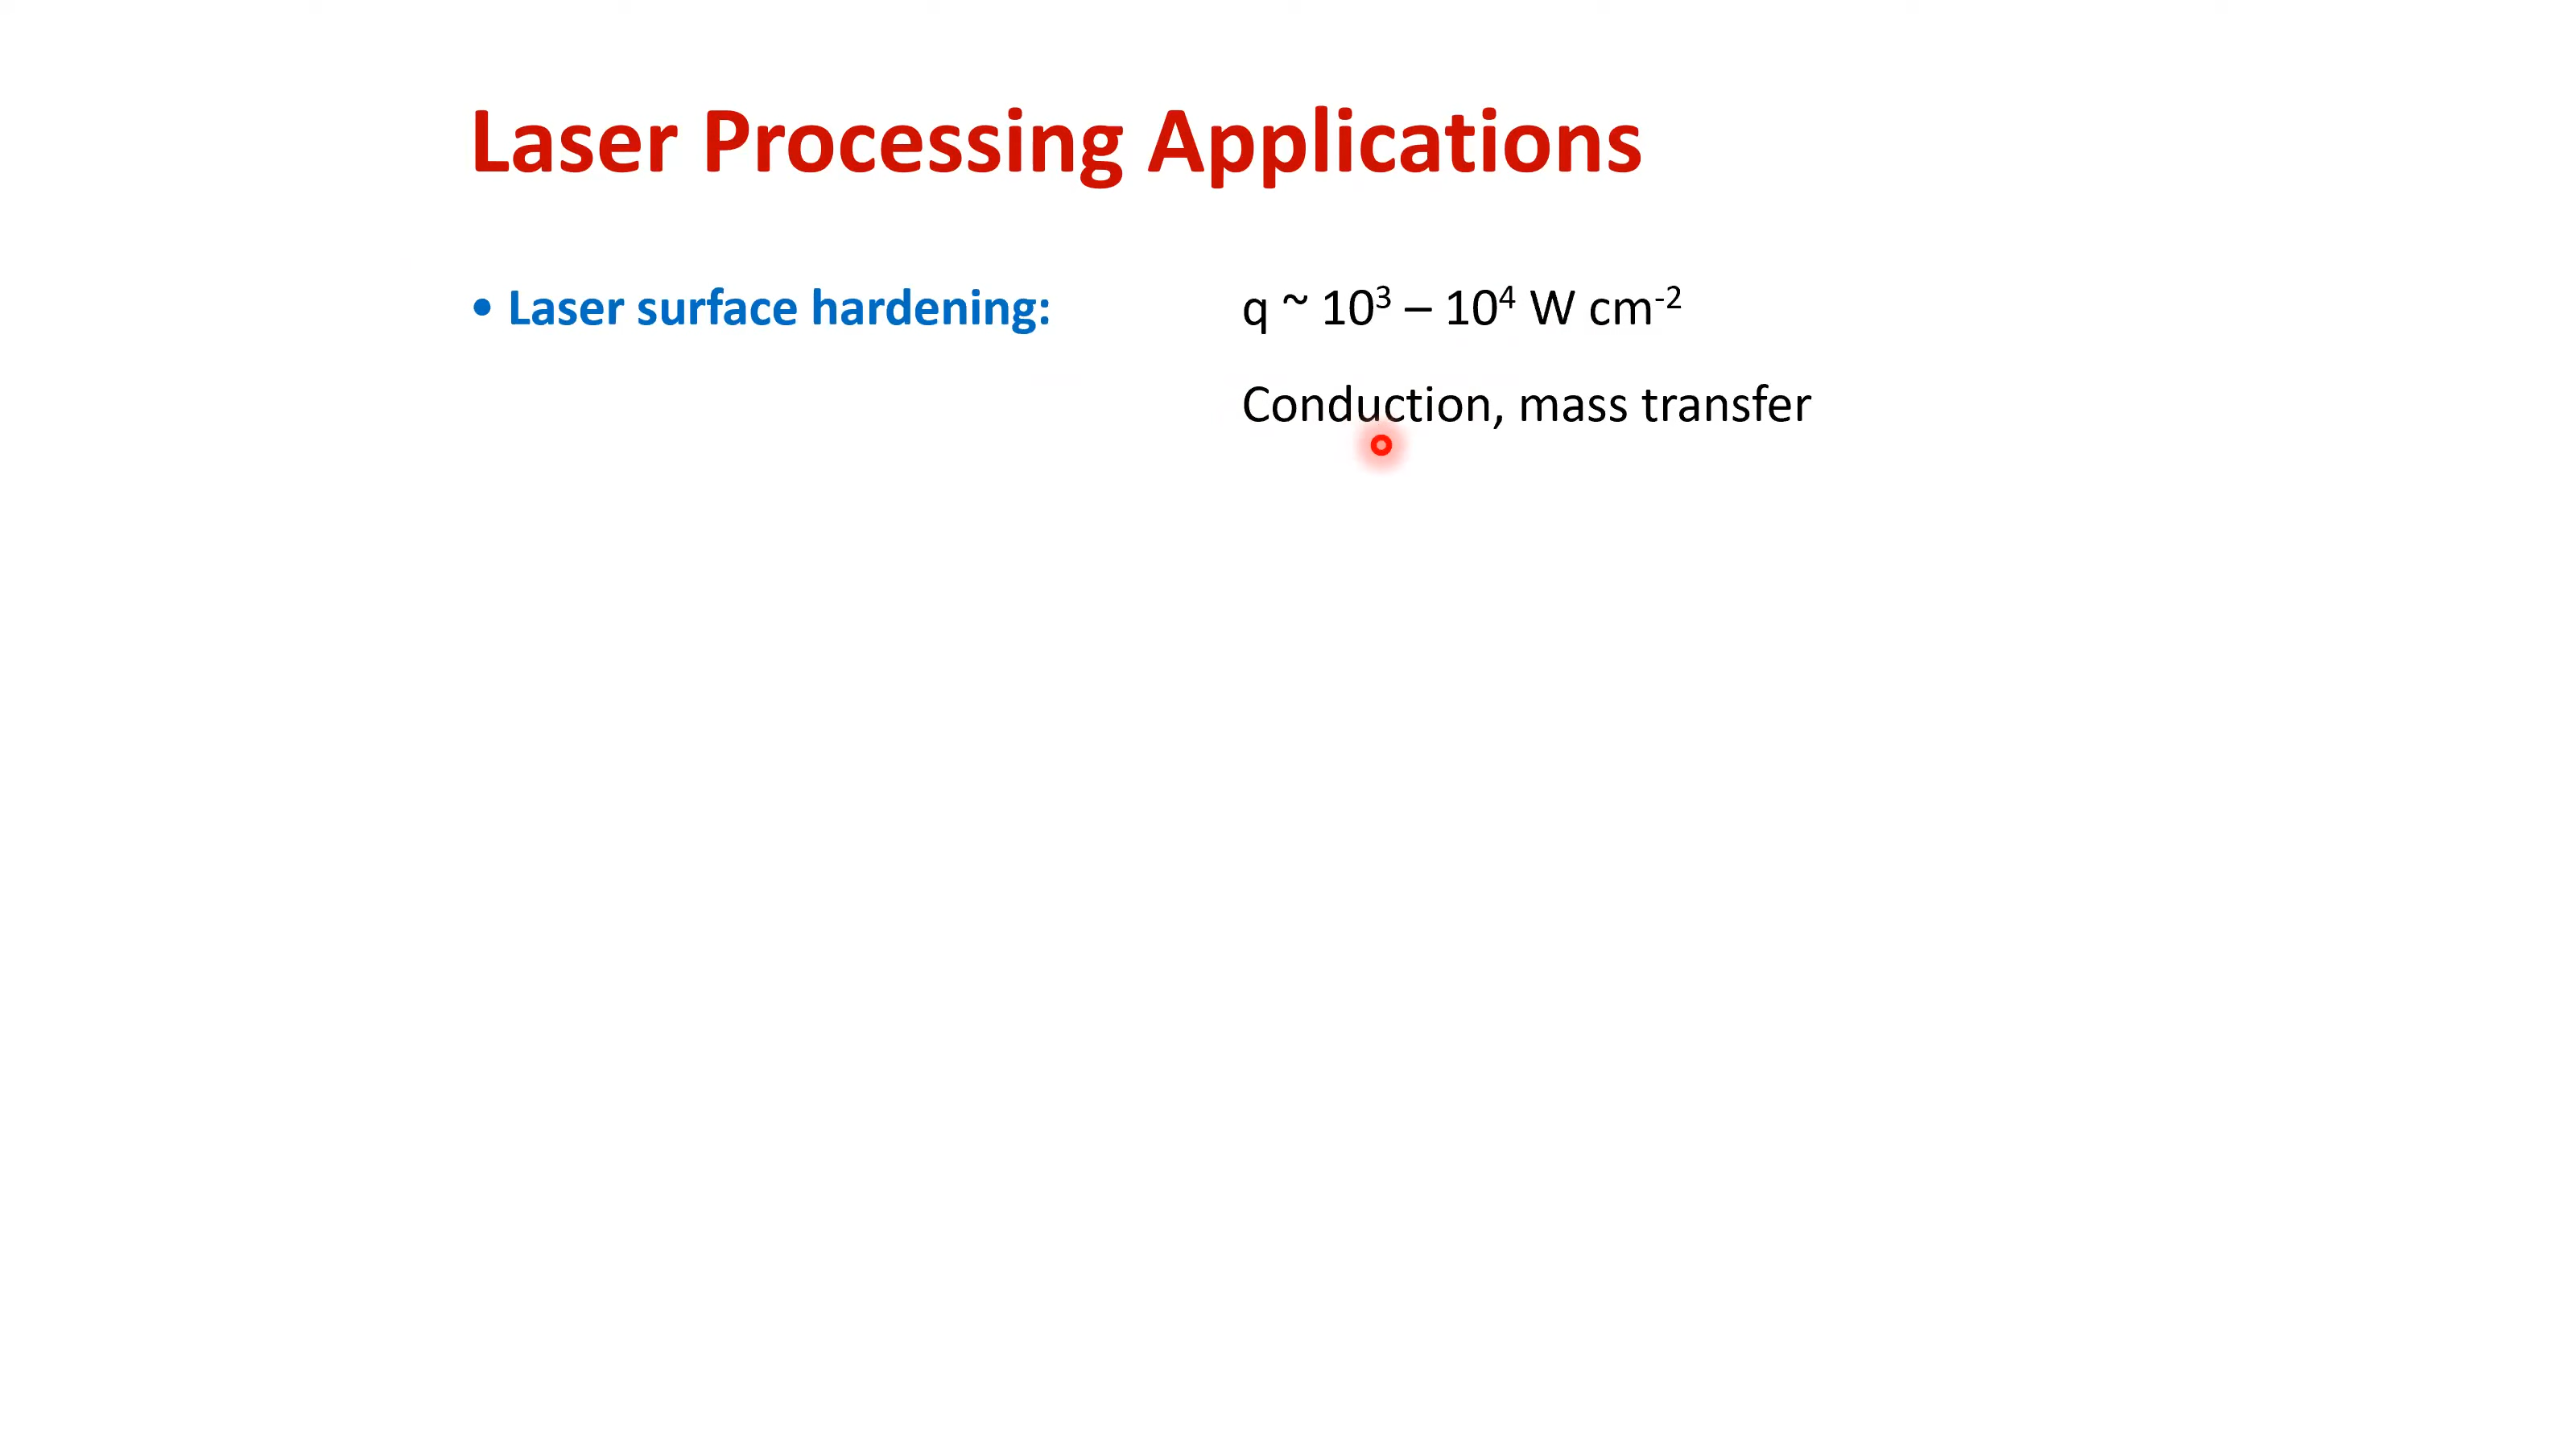 Laser Processing Applications
• Laser surface hardening: q ~ 10³ – 10⁴ W cm⁻²
Conduction, mass transfer